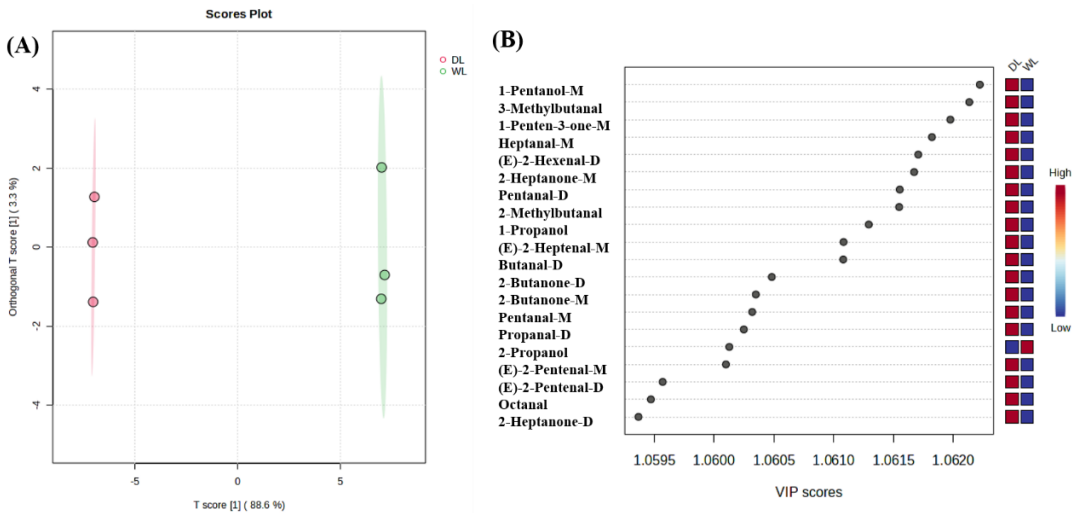 Scores Plot
(A)
DL
WL
4
2
0
-2
-4
Orthogonal T score [1] ( 3.3 %)
-5
0
5
T score [1] ( 88.6 %)
(B)
DL
WL
1-Pentanol-M
3-Methylbutanal
1-Penten-3-one-M
Heptanal-M
(E)-2-Hexenal-D
2-Heptanone-M
Pentanal-D
2-Methylbutanal
1-Propanol
(E)-2-Heptenal-M
Butanal-D
2-Butanone-D
2-Butanone-M
Pentanal-M
Propanal-D
2-Propanol
(E)-2-Pentenal-M
(E)-2-Pentenal-D
Octanal
2-Heptanone-D
1.0595 1.0600 1.0605 1.0610 1.0615 1.0620
VIP scores
High
Low